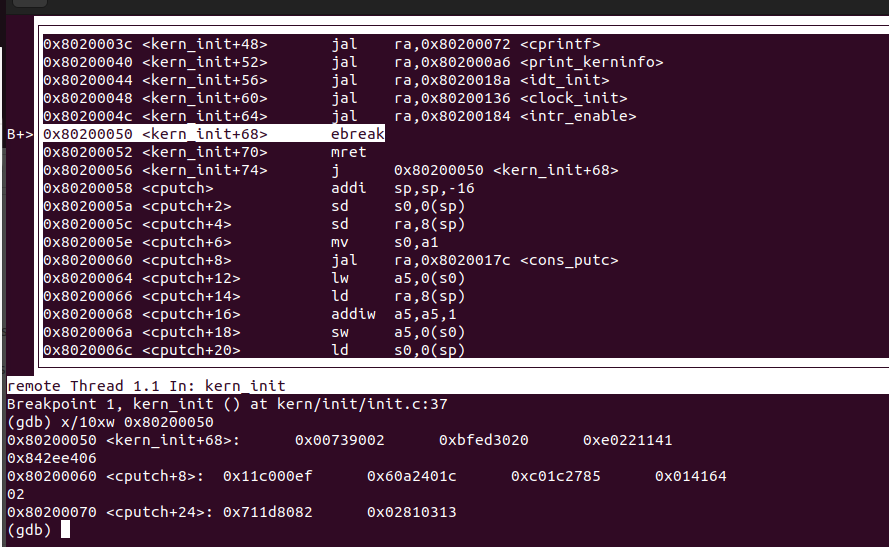 0x8020003c <kern_init+48> jal ra,0x80200072 <cprintf>
0x80200040 <kern_init+52> jal ra,0x802000a6 <print_kerninfo>
0x80200044 <kern_init+56> jal ra,0x8020018a <idt_init>
0x80200048 <kern_init+60> jal ra,0x80200136 <clock_init>
0x8020004c <kern_init+64> jal ra,0x80200184 <intr_enable>
B+> 0x80200050 <kern_init+68> ebreak
0x80200052 <kern_init+70> mret
0x80200056 <kern_init+74> j 0x80200050 <kern_init+68>
0x80200058 <cputch> addi sp,sp,-16
0x8020005a <cputch+2> sd s0,0(sp)
0x8020005c <cputch+4> sd ra,8(sp)
0x8020005e <cputch+6> mv s0,a1
0x80200060 <cputch+8> jal ra,0x8020017c <cons_putc>
0x80200064 <cputch+12> lw a5,0(s0)
0x80200066 <cputch+14> ld ra,8(sp)
0x80200068 <cputch+16> addiw a5,a5,1
0x8020006a <cputch+18> sw a5,0(s0)
0x8020006c <cputch+20> ld s0,0(sp)
remote Thread 1.1 In: kern_init
Breakpoint 1, kern_init () at kern/init/init.c:37
(gdb) x/10xw 0x80200050
0x80200050 <kern_init+68>: 0x00739002 0xbfed3020 0xe0221141
0x842ee406
0x80200060 <cputch+8>: 0x11c000ef 0x60a2401c 0xc01c2785 0x014164
02
0x80200070 <cputch+24>: 0x711d8082 0x02810313
(gdb)